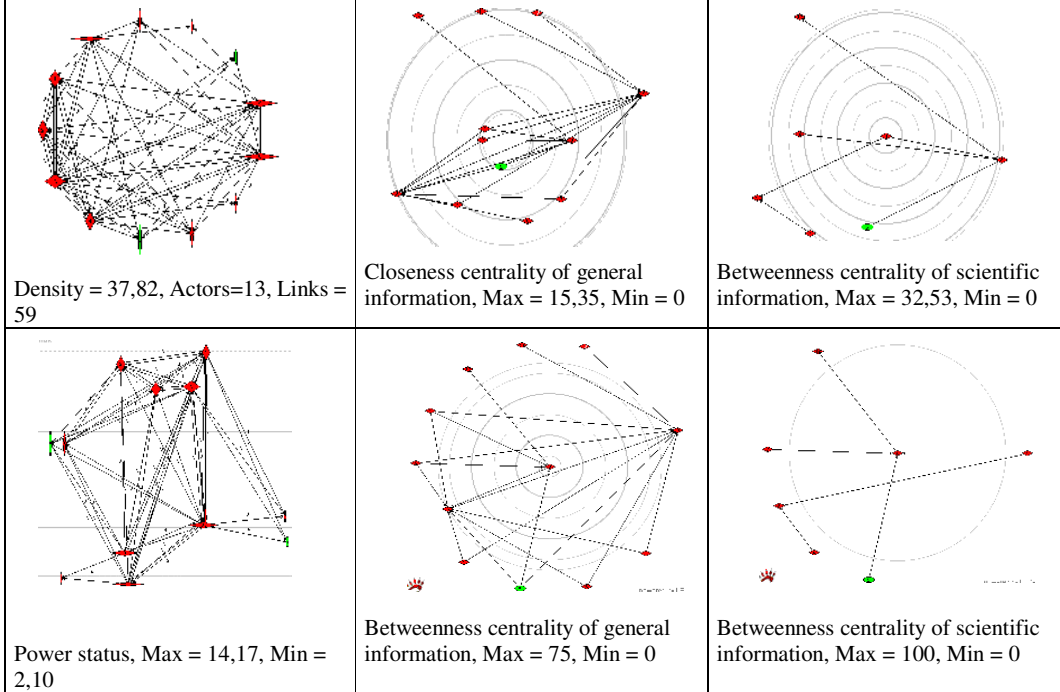 Density = 37,82, Actors=13, Links =
59
Closeness centrality of general
information, Max = 15,35, Min = 0
Betweenness centrality of scientific
information, Max = 32,53, Min = 0
Power status, Max = 14,17, Min =
2,10
Betweenness centrality of general
information, Max = 75, Min = 0
Betweenness centrality of scientific
information, Max = 100, Min = 0